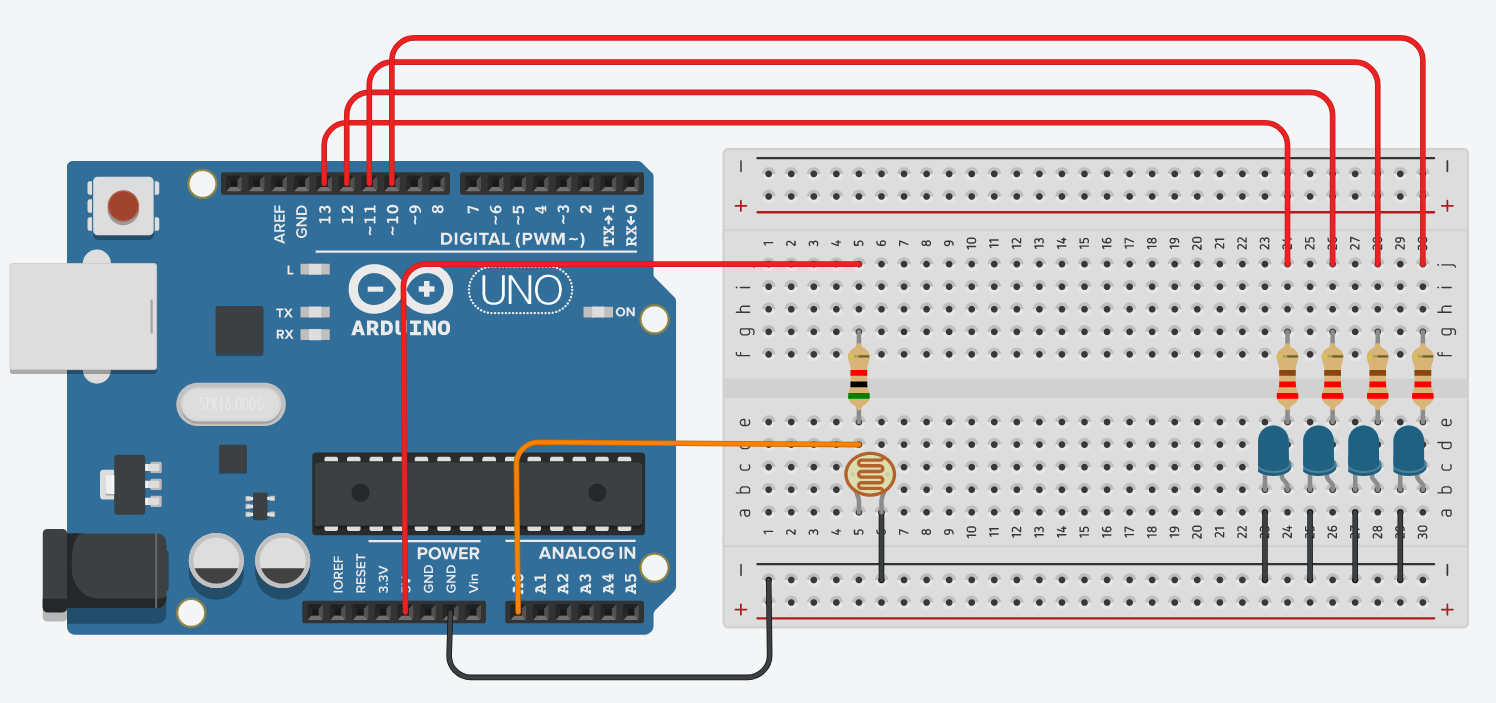 AREF
GND
13
12
~11
~10
~9
8
7
~6
~5
4
~3
2
TX→1
RX←0
DIGITAL (PWM~)
L
TX
RX
ARDUINO
UNO
ON
SPK16.000G
IOREF
RESET
3.3V
GND
GND
Vin
POWER
ANALOG IN
A1
A2
A3
A4
A5
− −
+ +
1 2 3 4 5 6 7 8 9 10 11 12 13 14 15 16 17 18 19 20 21 22 23 24 25 26 27 28 29 30
j j
i i
h h
g g
f f
e e
d d
c c
b b
a a
1 2 3 4 5 6 7 8 9 10 11 12 13 14 15 16 17 18 19 20 21 22 23 24 25 26 27 28 29 30
− −
+ +